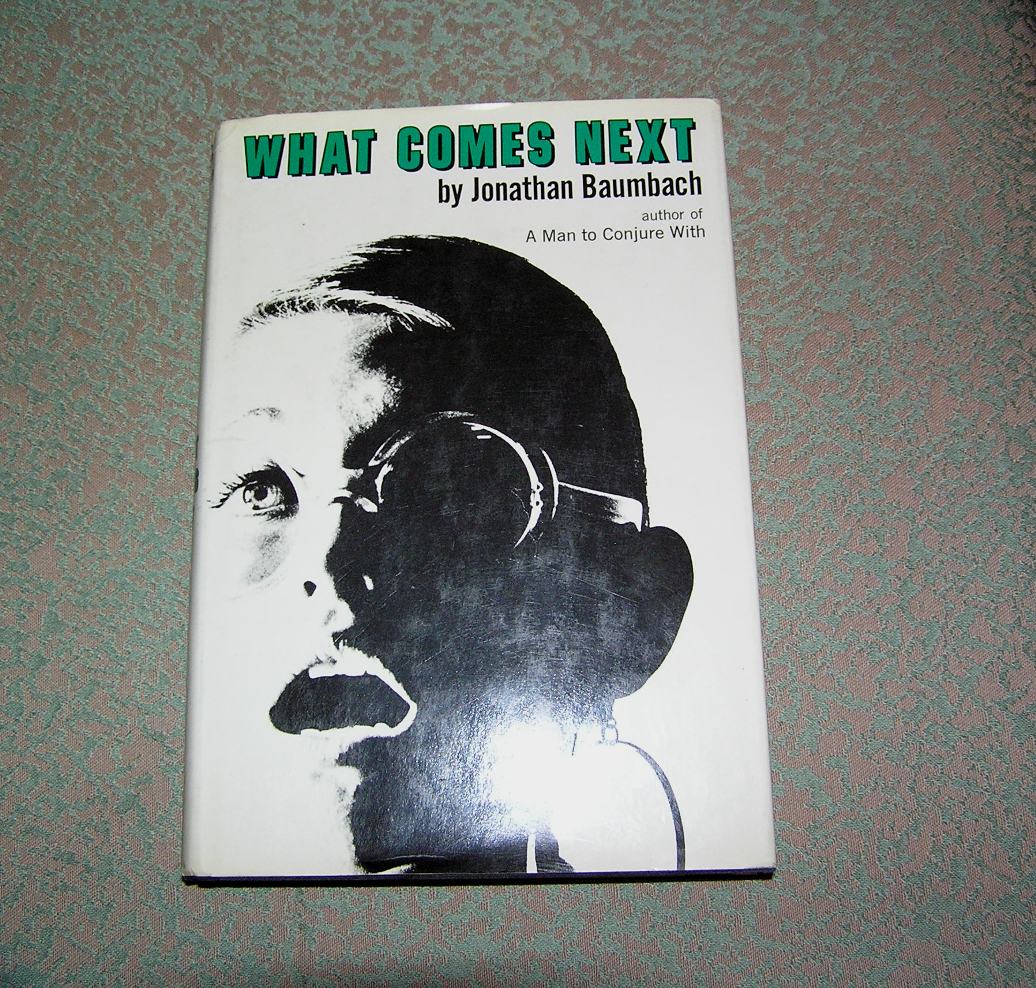 WHAT COMES NEXT
by Jonathan Baumbach
author of
A Man to Conjure With